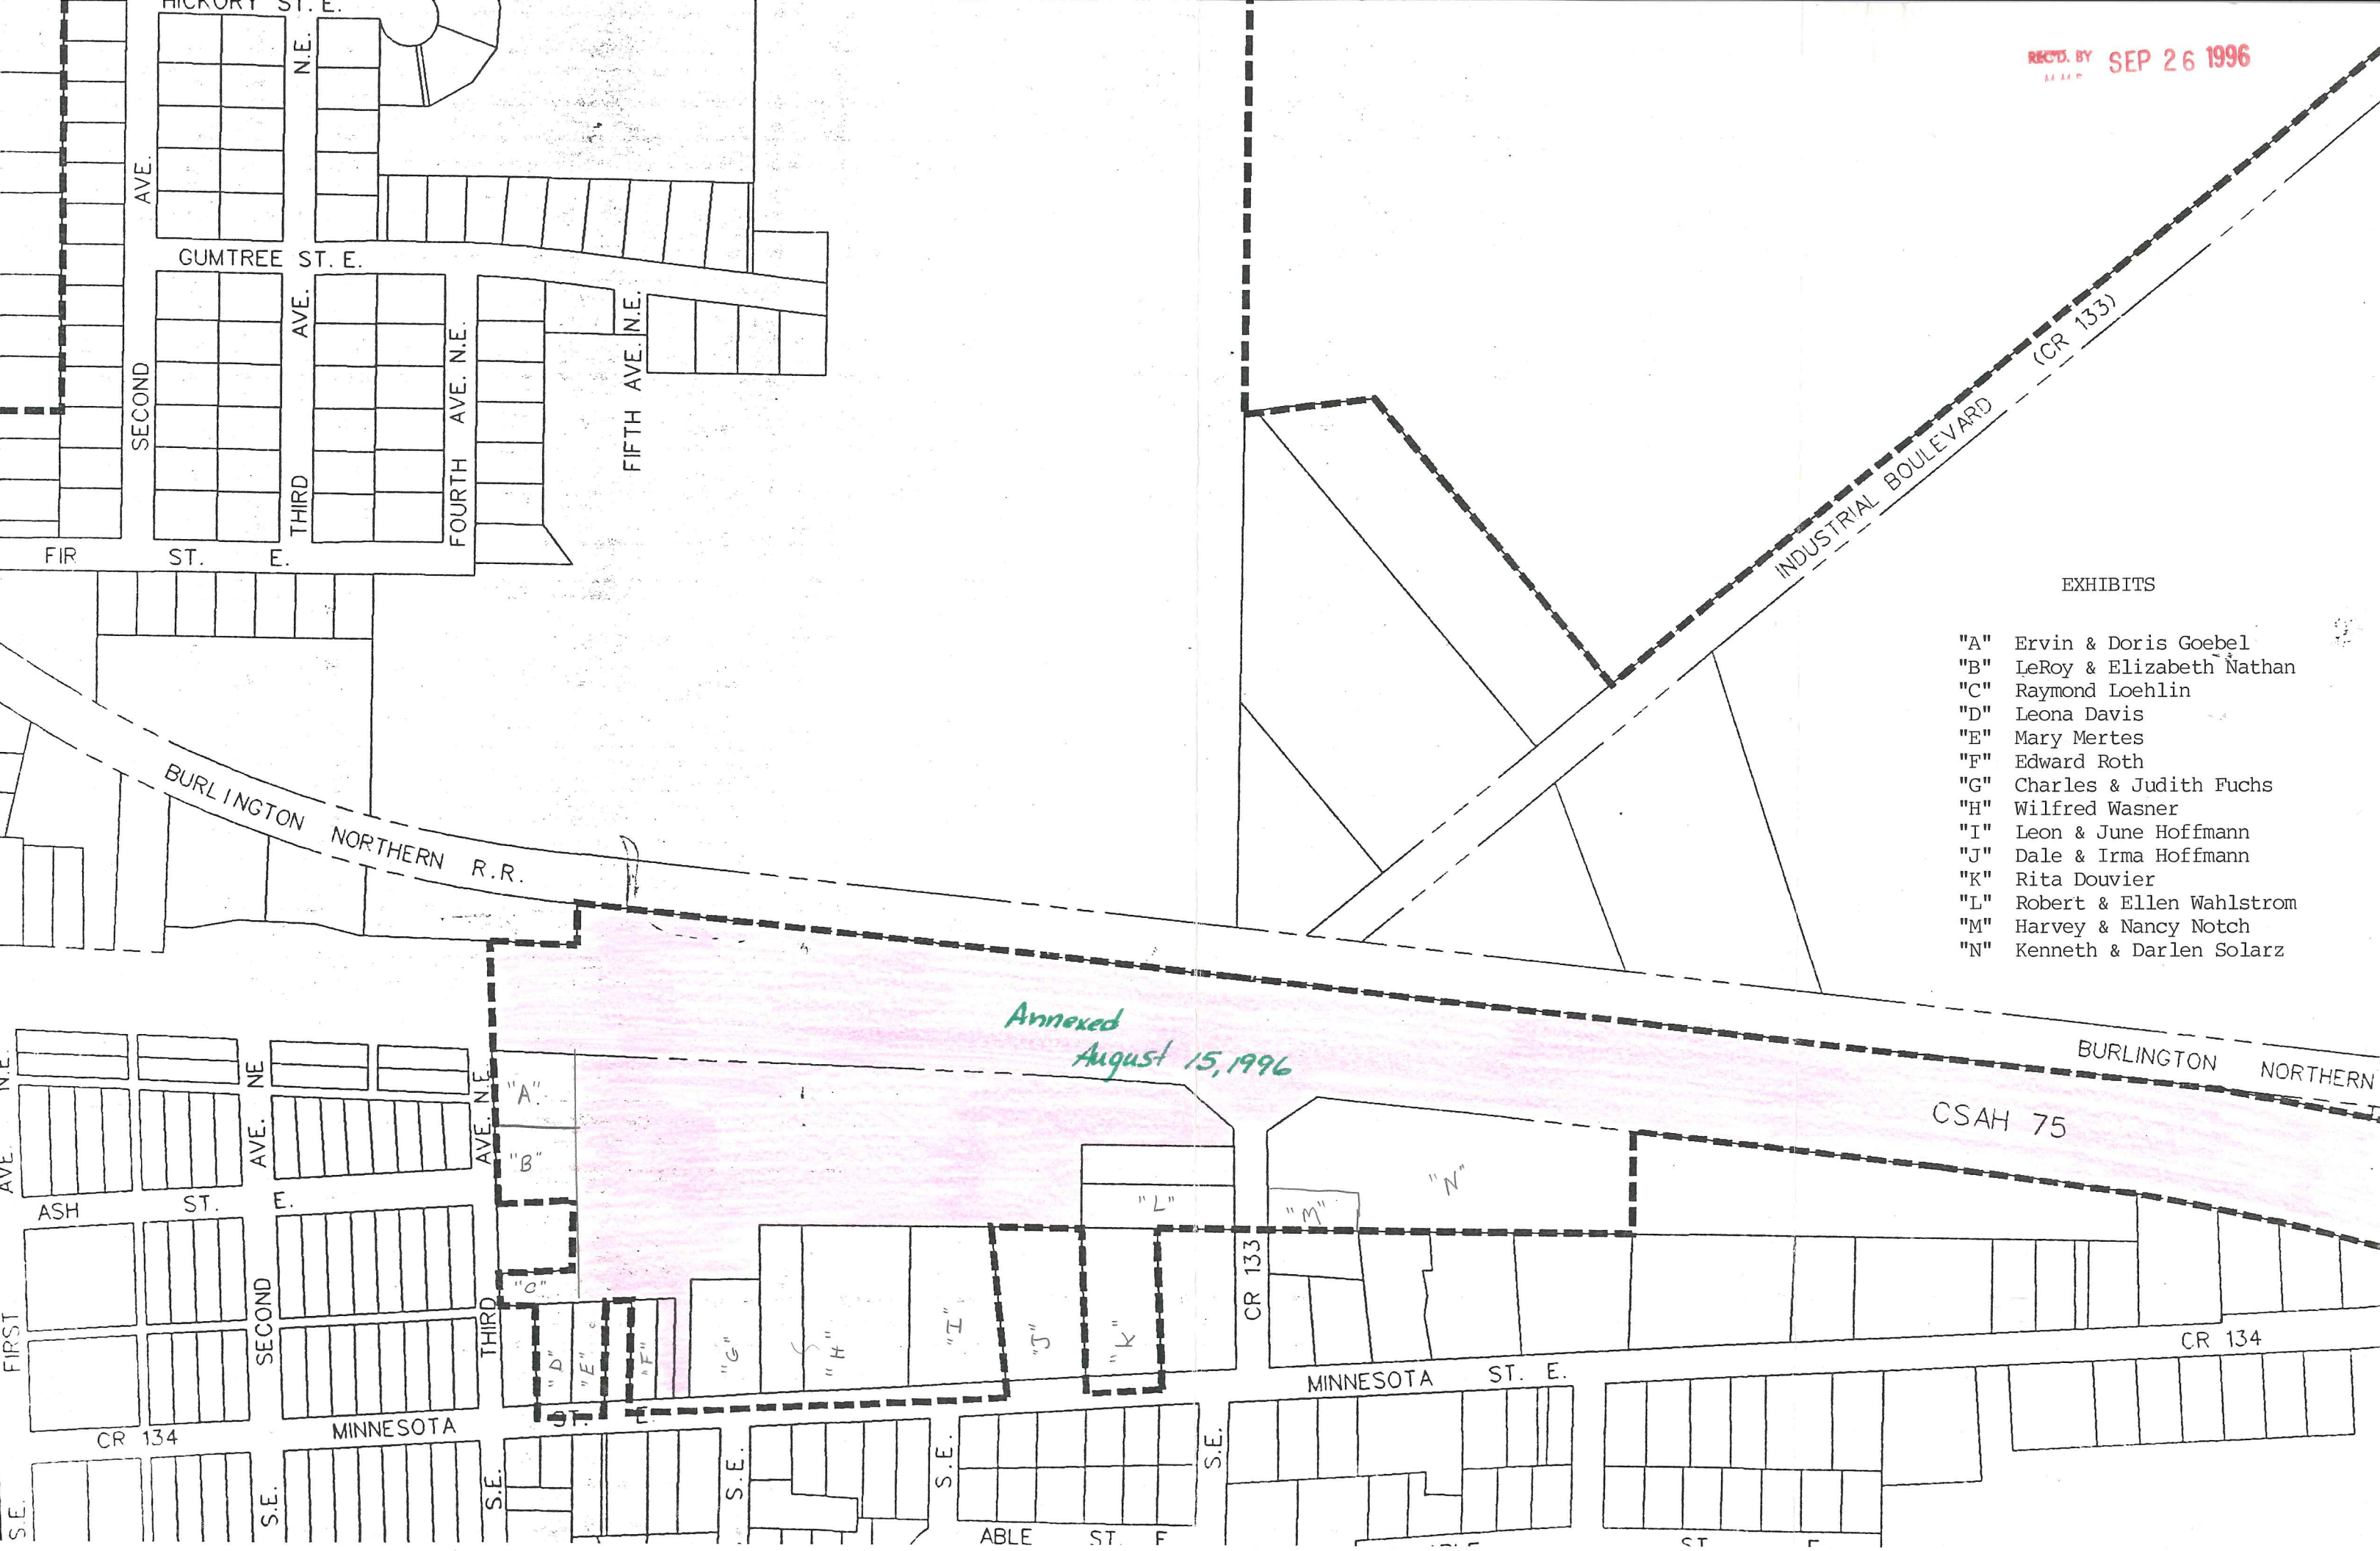 HICKORY ST. E.
N.E.
REC'D. BY SEP 26 1996
AVE.
GUMTREE ST. E.
AVE.
FIFTH AVE. N.E.
FOURTH AVE. N.E.
SECOND
THIRD
(CR 133)
INDUSTRIAL BOULEVARD
FIR ST. E.
EXHIBITS
"A" Ervin & Doris Goebel
"B" LeRoy & Elizabeth Nathan
"C" Raymond Loehlin
"D" Leona Davis
"E" Mary Mertes
"F" Edward Roth
"G" Charles & Judith Fuchs
"H" Wilfred Wasner
"I" Leon & June Hoffmann
"J" Dale & Irma Hoffmann
"K" Rita Douvier
"L" Robert & Ellen Wahlstrom
"M" Harvey & Nancy Notch
"N" Kenneth & Darlen Solarz
BURLINGTON NORTHERN R.R.
Annexed
August 15, 1996
BURLINGTON NORTHERN
CSAH 75
N.E.
AVE.
NE
AVE.
N.E.
AVE.
"A"
"B"
"L"
"M"
"N"
ASH ST. E.
"C"
FIRST
SECOND
THIRD
"D"
"E"
"F"
"G"
"H"
"I"
"J"
"K"
CR 133
CR 134
MINNESOTA ST. E.
CR 134 MINNESOTA ST. E.
S.E.
S.E.
S.E.
S.E.
S.E.
S.E.
ABLE ST. E
ST. E